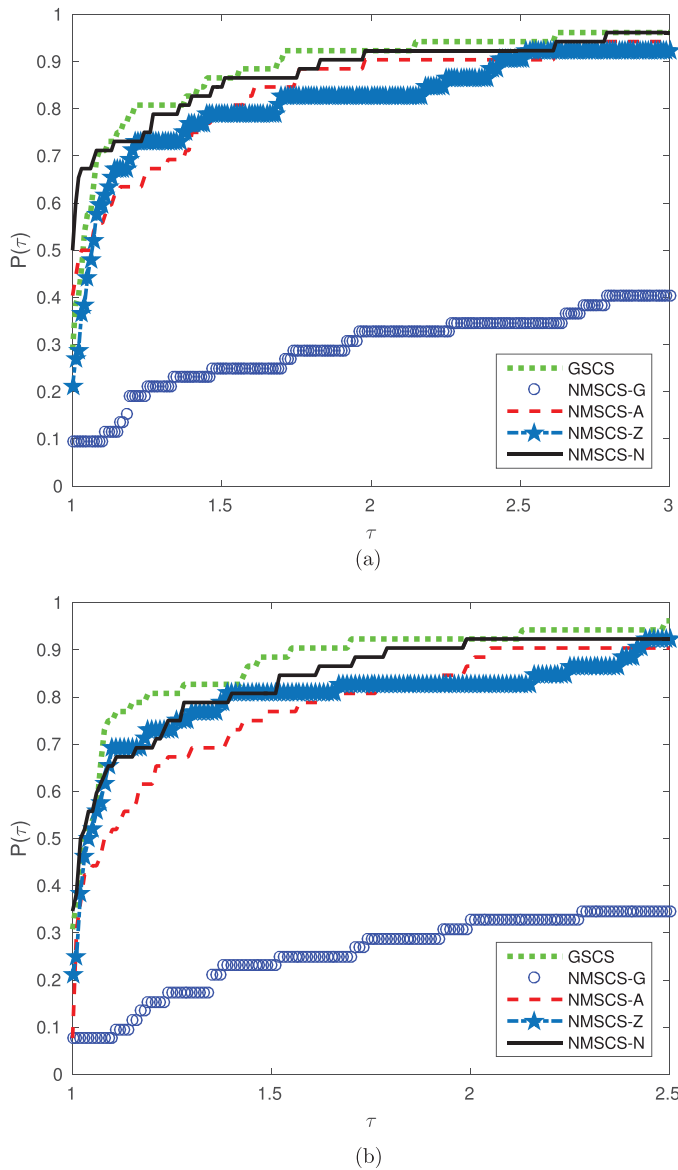 1
0.9
0.8
0.7
0.6
0.5
0.4
0.3
0.2
0.1
0
P(τ)
GSCS
NMSCS-G
NMSCS-A
NMSCS-Z
NMSCS-N
1 1.5 2 2.5 3
τ
(a)
1
0.9
0.8
0.7
0.6
0.5
0.4
0.3
0.2
0.1
0
P(τ)
GSCS
NMSCS-G
NMSCS-A
NMSCS-Z
NMSCS-N
1 1.5 2 2.5
τ
(b)